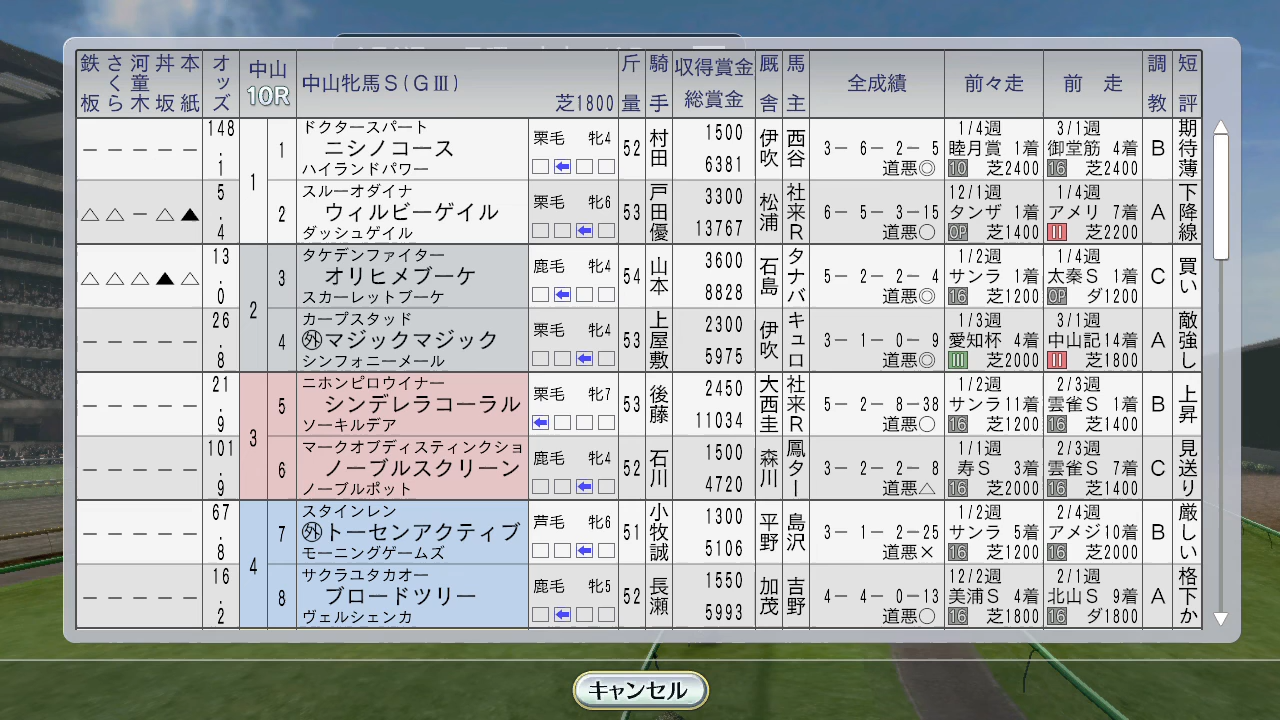 鉄板 さくら 河童木 丼坂 本紙 オッズ 中山10R 中山牝馬S(GⅢ) 芝1800 斤量 騎手 収得賞金 総賞金 厩舎 馬主 全成績 前々走 前 走 調教 短評
— — — — — 148.1 1 1 ドクタースパート 栗毛 牝4 52 村田 1500 伊吹 西谷 3- 6- 2- 5 1/4週 3/1週 B 期待薄
ニシノコース 睦月賞 1着 御堂筋 4着
ハイランドパワー 6381 道悪◎ 16 芝2400 16 芝2400
△ △ — △ ▲ 5.4 2 スルーオダイナ 栗毛 牝6 53 戸田優 3300 松浦 社来R 6- 5- 3-15 12/1週 1/4週 A 下降線
ウィルビーゲイル タンザ 1着 アメリ 7着
ダッシュゲイル 13767 道悪○ OP 芝1400 II 芝2200
△ △ △ ▲ △ 13.0 2 3 タケデンファイター 鹿毛 牝4 54 山本 3600 石島 タナバ 5- 2- 2- 4 1/2週 1/4週 C 買い
オリヒメブーケ サンラ 1着 太秦S 1着
スカーレットブーケ 8828 道悪◎ 16 芝1200 OP ダ1200
— — — — — 26.8 4 カープスタッド 栗毛 牝4 53 上屋敷 2300 伊吹 キュロ 3- 1- 0- 9 1/3週 3/1週 A 敵強し
外マジックマジック 愛知杯 4着 中山記14着
シンフォニーメール 5975 道悪◎ III 芝2000 II 芝1800
— — — — — 21.9 3 5 ニホンピロウイナー 栗毛 牝7 53 後藤 2450 大西圭 社来R 5- 2- 8-38 1/2週 2/3週 B 上昇
シンデレラコーラル サンラ11着 雲雀S 1着
ソーキルデア 11034 道悪○ 16 芝1200 16 芝1400
— — — — — 101.9 6 マークオブディスティンクショ 鹿毛 牝4 52 石川 1500 森川 鳳ター 3- 2- 2- 8 1/1週 2/3週 C 見送り
ノーブルスクリーン 寿S 3着 雲雀S 7着
ノーブルポット 4720 道悪△ 16 芝2000 16 芝1400
— — — — — 67.8 4 7 スタインレン 芦毛 牝6 51 小牧誠 1300 平野 島沢 3- 1- 2-25 1/2週 2/4週 B 厳しい
外トーセンアクティブ サンラ 5着 アメジ10着
モーニングゲームズ 5106 道悪× 16 芝1200 16 芝2000
— — — — — 16.2 8 サクラユタカオー 鹿毛 牝5 52 長瀬 1550 加茂 吉野 4- 4- 0-13 12/2週 2/1週 A 格下か
ブロードツリー 美浦S 4着 北山S 9着
ヴェルシェンカ 5993 道悪○ 16 芝1800 16 ダ1800
キャンセル